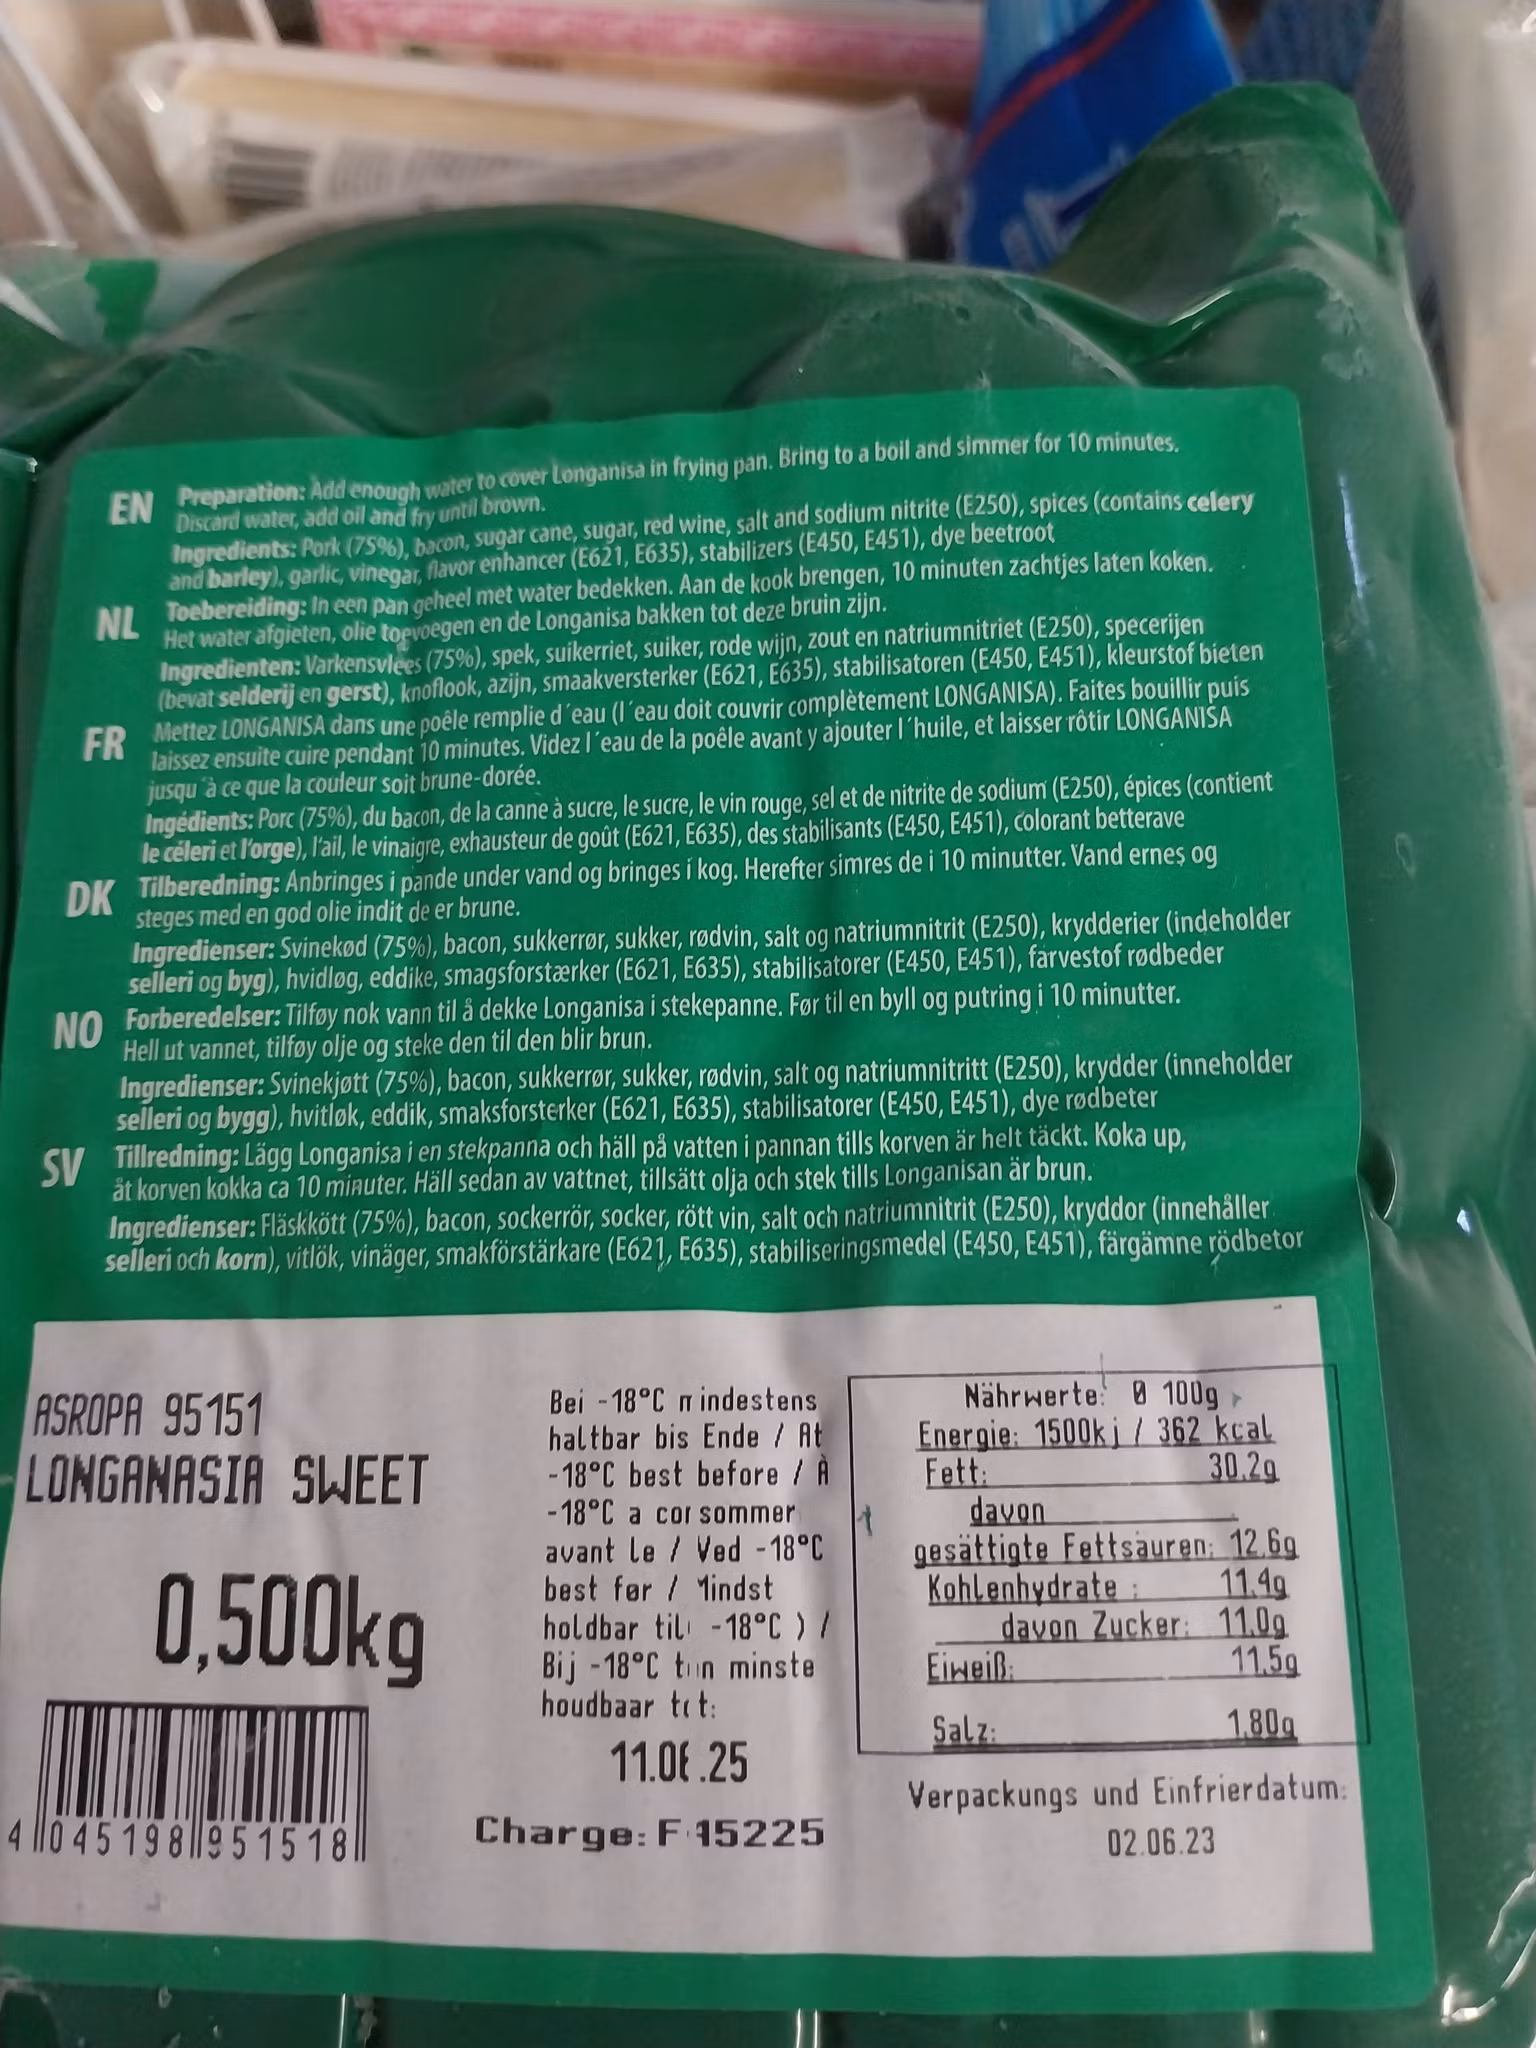 EN
Preparation: Add enough water to cover Longanisa in frying pan. Bring to a boil and simmer for 10 minutes.
Discard water, add oil and fry until brown.
Ingredients: Pork (75%), bacon, sugar cane, sugar, red wine, salt and sodium nitrite (E250), spices (contains celery
and barley), garlic, vinegar, flavor enhancer (E621, E635), stabilizers (E450, E451), dye beetroot
NL
Toebereiding: In een pan geheel met water bedekken. Aan de kook brengen, 10 minuten zachtjes laten koken.
Het water afgieten, olie toevoegen en de Longanisa bakken tot deze bruin zijn.
Ingredienten: Varkensvlees (75%), spek, suikerriet, suiker, rode wijn, zout en natriumnitriet (E250), specerijen
(bevat selderij en gerst), knoflook, azijn, smaakversterker (E621, E635), stabilisatoren (E450, E451), kleurstof bieten
FR
Mettez LONGANISA dans une poêle remplie d´eau (l´eau doit couvrir complètement LONGANISA). Faites bouillir puis
laissez ensuite cuire pendant 10 minutes. Videz l´eau de la poêle avant y ajouter l´huile, et laisser rôtir LONGANISA
jusqu´à ce que la couleur soit brune-dorée.
Ingédients: Porc (75%), du bacon, de la canne à sucre, le sucre, le vin rouge, sel et de nitrite de sodium (E250), épices (contient
le céleri et l'orge), l'ail, le vinaigre, exhausteur de goût (E621, E635), des stabilisants (E450, E451), colorant betterave
DK
Tilberedning: Anbringes i pande under vand og bringes i kog. Herefter simres de i 10 minutter. Vand ernes og
steges med en god olie indit de er brune.
Ingredienser: Svinekød (75%), bacon, sukkerrør, sukker, rødvin, salt og natriumnitrit (E250), krydderier (indeholder
selleri og byg), hvidløg, eddike, smagsforstærker (E621, E635), stabilisatorer (E450, E451), farvestof rødbeder
NO
Forberedelser: Tilføy nok vann til å dekke Longanisa i stekepanne. Før til en byll og putring i 10 minutter.
Hell ut vannet, tilføy olje og steke den til den blir brun.
Ingredienser: Svinekjøtt (75%), bacon, sukkerrør, sukker, rødvin, salt og natriumnitritt (E250), krydder (inneholder
selleri og bygg), hvitløk, eddik, smaksforsterker (E621, E635), stabilisatorer (E450, E451), dye rødbeter
SV
Tillredning: Lägg Longanisa i en stekpanna och häll på vatten i pannan tills korven är helt täckt. Koka up,
åt korven kokka ca 10 minuter. Häll sedan av vattnet, tillsätt olja och stek tills Longanisan är brun.
Ingredienser: Fläskkött (75%), bacon, sockerrör, socker, rött vin, salt och natriumnitrit (E250), kryddor (innehåller
selleri och korn), vitlök, vinäger, smakförstärkare (E621, E635), stabiliseringsmedel (E450, E451), färgämne rödbetor
ASROPA 95151
LONGANASIA SWEET
0,500kg
4 045198 951518
Bei -18°C mindestens
haltbar bis Ende / At
-18°C best before / À
-18°C a consommer
avant le / Ved -18°C
best før / Mindst
holdbar til -18°C ) /
Bij -18°C ten minste
houdbaar tot:
11.06.25
Charge: F 15225
Nährwerte: Ø 100g
Energie: 1500kj / 362 kcal
Fett: 30.2g
davon
gesättigte Fettsäuren: 12.6g
Kohlenhydrate : 11.4g
davon Zucker: 11.0g
Eiweiß: 11.5g
Salz: 1.80g
Verpackungs und Einfrierdatum:
02.06.23